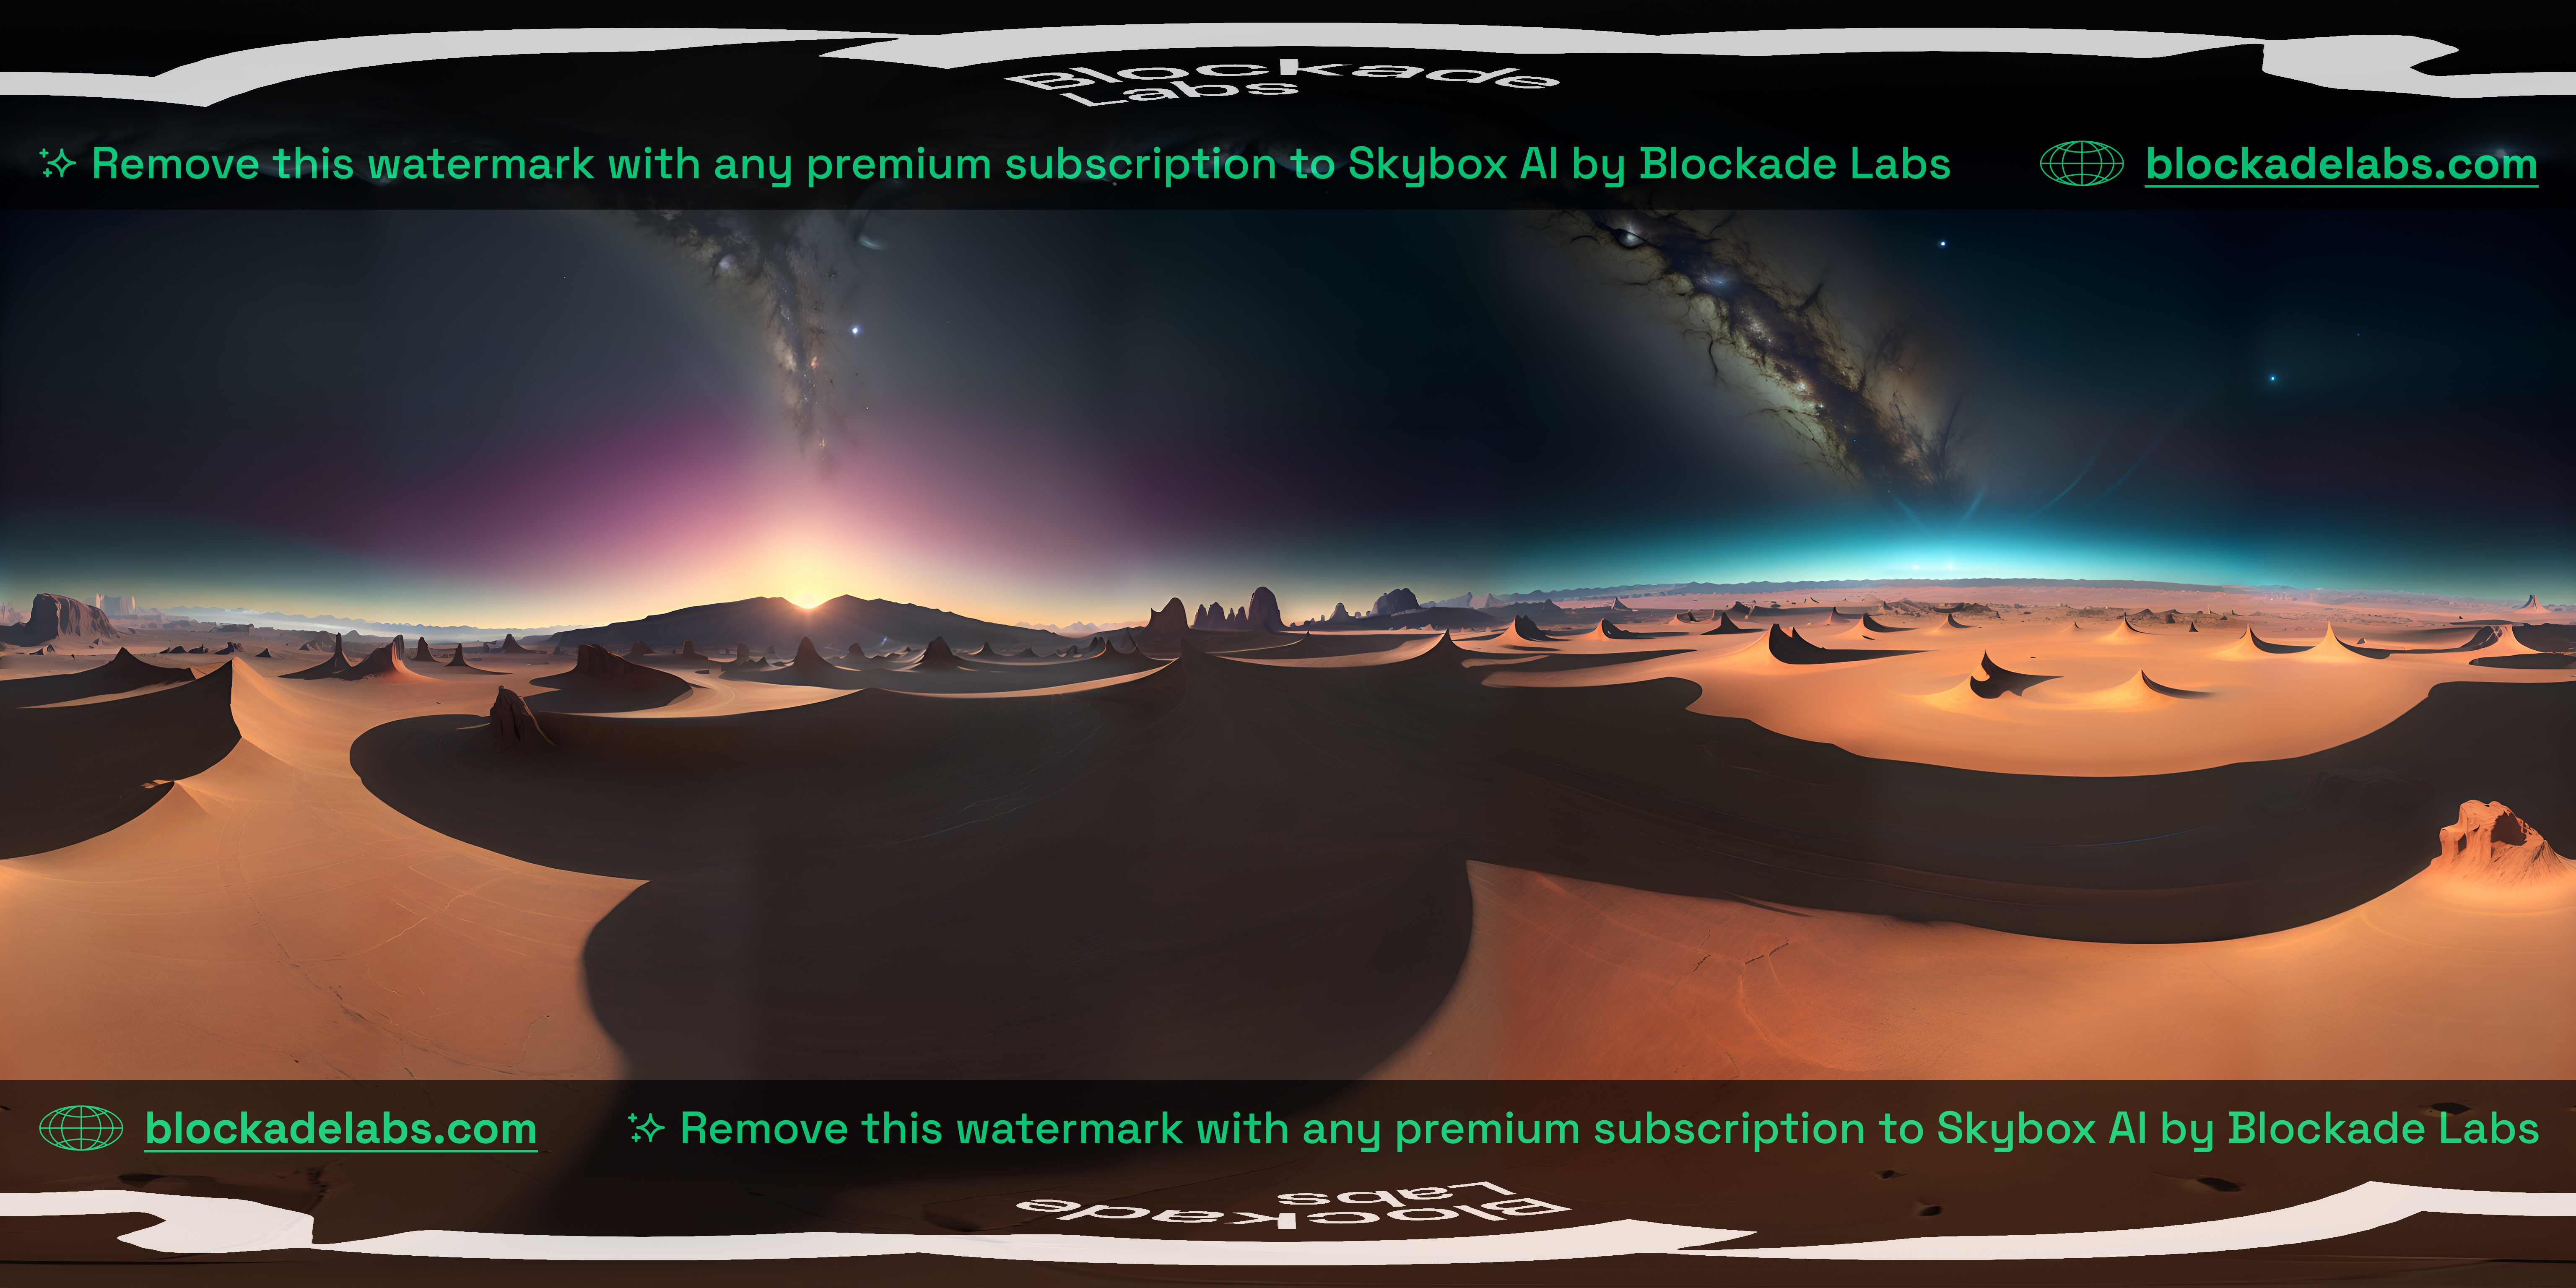 Blockade
Labs
Remove this watermark with any premium subscription to Skybox AI by Blockade Labs
blockadelabs.com
blockadelabs.com
Remove this watermark with any premium subscription to Skybox AI by Blockade Labs
Labs
Blockade